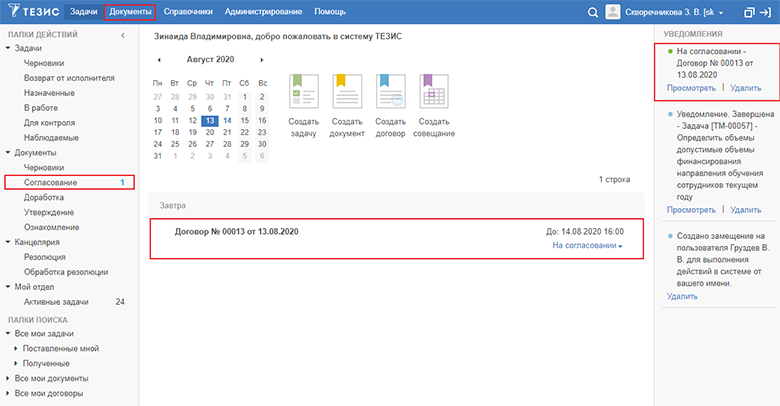 ТЕЗИС Задачи Документы Справочники Администрирование Помощь Скворечникова З. В. [sk
ПАПКИ ДЕЙСТВИЙ
Задачи
Черновики
Возврат от исполнителя
Назначенные
В работе
Для контроля
Наблюдаемые
Документы
Черновики
Согласование 1
Доработка
Утверждение
Ознакомление
Канцелярия
Резолюция
Обработка резолюции
Мой отдел
Активные задачи 24
ПАПКИ ПОИСКА
Все мои задачи
Поставленные мной
Полученные
Все мои документы
Все мои договоры
Зинаида Владимировна, добро пожаловать в систему ТЕЗИС
Август 2020
Пн Вт Ср Чт Пт Сб Вс
27 28 29 30 31 1 2
3 4 5 6 7 8 9
10 11 12 13 14 15 16
17 18 19 20 21 22 23
24 25 26 27 28 29 30
31 1 2 3 4 5 6
Создать задачу
Создать документ
Создать договор
Создать совещание
1 строка
Завтра
Договор № 00013 от 13.08.2020 До: 14.08.2020 16:00
На согласовании
УВЕДОМЛЕНИЯ
На согласовании -
Договор № 00013 от
13.08.2020
Просмотреть | Удалить
Уведомление. Завершена
- Задача [ТМ-00057] -
Определить объемы
допустимые объемы
финансирования
направления обучения
сотрудников текущем
году
Просмотреть | Удалить
Создано замещение на
пользователя Груздев В.
В. для выполнения
действий в системе от
вашего имени.
Удалить